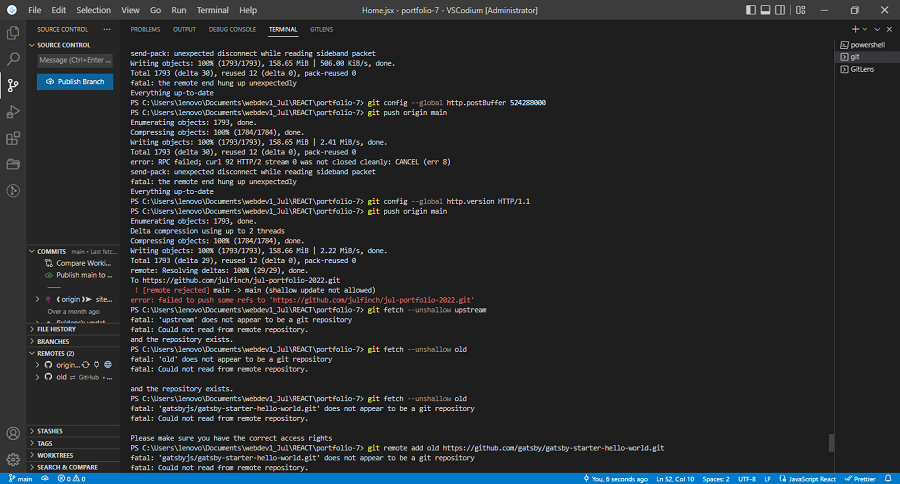 File Edit Selection View Go Run Terminal Help
Home.jsx - portfolio-7 - VSCodium [Administrator]
SOURCE CONTROL ···
SOURCE CONTROL
Message (Ctrl+Enter ...
Publish Branch
COMMITS main • Last fetc...
Compare Worki...
Publish main to ...
(origin) site...
Over a month ago
FILE HISTORY
BRANCHES
REMOTES (2)
origin...
old GitHub • ...
STASHES
TAGS
WORKTREES
SEARCH & COMPARE
PROBLEMS OUTPUT DEBUG CONSOLE TERMINAL GITLENS
send-pack: unexpected disconnect while reading sideband packet
Writing objects: 100% (1793/1793), 158.65 MiB | 506.00 KiB/s, done.
Total 1793 (delta 30), reused 12 (delta 0), pack-reused 0
fatal: the remote end hung up unexpectedly
Everything up-to-date
PS C:\Users\lenovo\Documents\webdev1_Jul\REACT\portfolio-7> git config --global http.postBuffer 524288000
PS C:\Users\lenovo\Documents\webdev1_Jul\REACT\portfolio-7> git push origin main
Enumerating objects: 1793, done.
Compressing objects: 100% (1784/1784), done.
Writing objects: 100% (1793/1793), 158.65 MiB | 2.41 MiB/s, done.
Total 1793 (delta 30), reused 12 (delta 0), pack-reused 0
error: RPC failed; curl 92 HTTP/2 stream 0 was not closed cleanly: CANCEL (err 8)
send-pack: unexpected disconnect while reading sideband packet
fatal: the remote end hung up unexpectedly
Everything up-to-date
PS C:\Users\lenovo\Documents\webdev1_Jul\REACT\portfolio-7> git config --global http.version HTTP/1.1
PS C:\Users\lenovo\Documents\webdev1_Jul\REACT\portfolio-7> git push origin main
Enumerating objects: 1793, done.
Delta compression using up to 2 threads
Compressing objects: 100% (1784/1784), done.
Writing objects: 100% (1793/1793), 158.66 MiB | 2.22 MiB/s, done.
Total 1793 (delta 29), reused 12 (delta 0), pack-reused 0
remote: Resolving deltas: 100% (29/29), done.
To https://github.com/julfinch/jul-portfolio-2022.git
! [remote rejected] main -> main (shallow update not allowed)
error: failed to push some refs to 'https://github.com/julfinch/jul-portfolio-2022.git'
PS C:\Users\lenovo\Documents\webdev1_Jul\REACT\portfolio-7> git fetch --unshallow upstream
fatal: 'upstream' does not appear to be a git repository
fatal: Could not read from remote repository.
and the repository exists.
PS C:\Users\lenovo\Documents\webdev1_Jul\REACT\portfolio-7> git fetch --unshallow old
fatal: 'old' does not appear to be a git repository
fatal: Could not read from remote repository.
and the repository exists.
PS C:\Users\lenovo\Documents\webdev1_Jul\REACT\portfolio-7> git fetch --unshallow old
fatal: 'gatsbyjs/gatsby-starter-hello-world.git' does not appear to be a git repository
fatal: Could not read from remote repository.
Please make sure you have the correct access rights
PS C:\Users\lenovo\Documents\webdev1_Jul\REACT\portfolio-7> git remote add old https://github.com/gatsby/gatsby-starter-hello-world.git
fatal: 'gatsbyjs/gatsby-starter-hello-world.git' does not appear to be a git repository
fatal: Could not read from remote repository.
powershell
git
GitLens
main 0 0
You, 6 seconds ago Ln 52, Col 10 Spaces: 2 UTF-8 LF JavaScript React Prettier